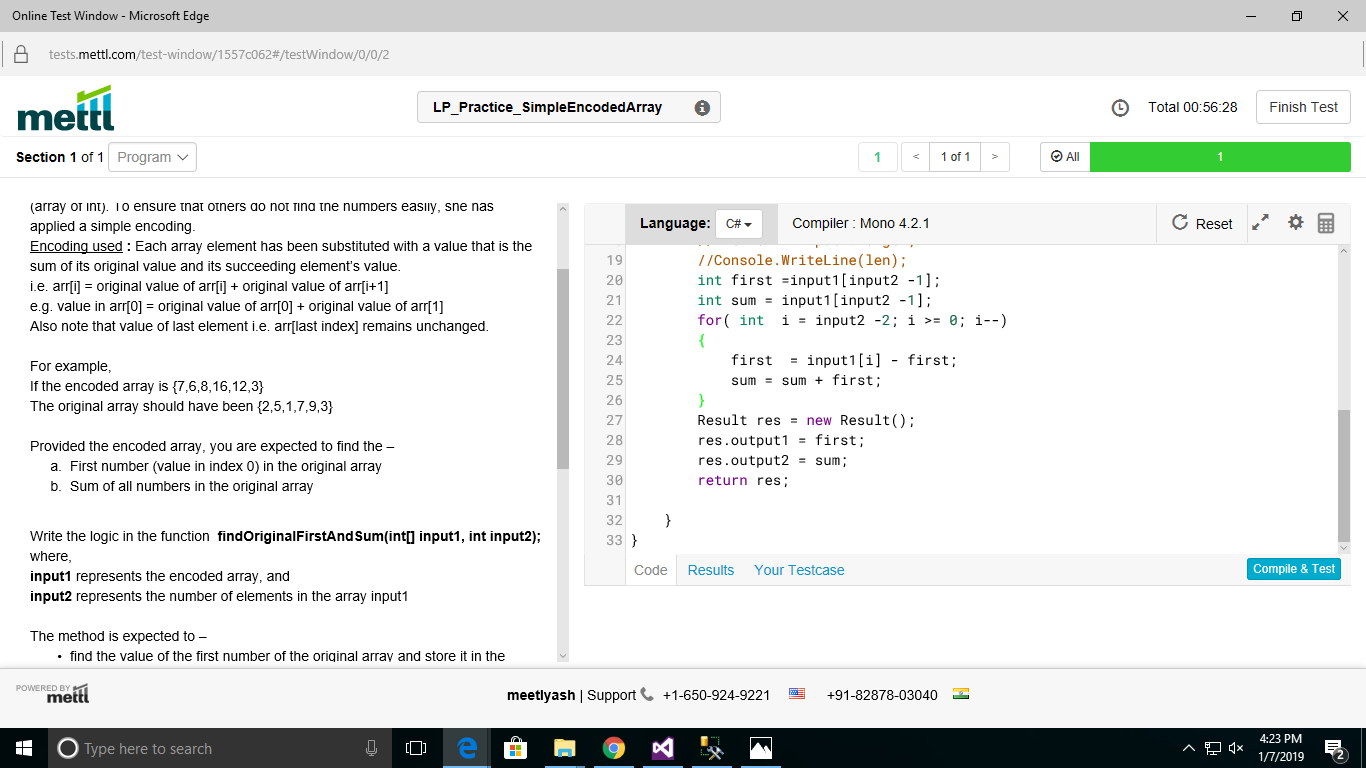 Online Test Window - Microsoft Edge
tests.mettl.com/test-window/1557c062#/testWindow/0/0/2
mettl
LP_Practice_SimpleEncodedArray
Total 00:56:28
Finish Test
Section 1 of 1 Program
1 < 1 of 1 > All 1
(array of int). To ensure that others do not find the numbers easily, she has
applied a simple encoding.
Encoding used : Each array element has been substituted with a value that is the
sum of its original value and its succeeding element's value.
i.e. arr[i] = original value of arr[i] + original value of arr[i+1]
e.g. value in arr[0] = original value of arr[0] + original value of arr[1]
Also note that value of last element i.e. arr[last index] remains unchanged.
For example,
If the encoded array is {7,6,8,16,12,3}
The original array should have been {2,5,1,7,9,3}
Provided the encoded array, you are expected to find the –
a. First number (value in index 0) in the original array
b. Sum of all numbers in the original array
Write the logic in the function findOriginalFirstAndSum(int[] input1, int input2);
where,
input1 represents the encoded array, and
input2 represents the number of elements in the array input1
The method is expected to –
• find the value of the first number of the original array and store it in the
Language: C# Compiler : Mono 4.2.1 Reset
19 //Console.WriteLine(len);
20 int first =input1[input2 -1];
21 int sum = input1[input2 -1];
22 for( int i = input2 -2; i >= 0; i--)
23 {
24 first = input1[i] - first;
25 sum = sum + first;
26 }
27 Result res = new Result();
28 res.output1 = first;
29 res.output2 = sum;
30 return res;
31
32 }
33 }
Code Results Your Testcase Compile & Test
POWERED BY mettl
meetlyash | Support +1-650-924-9221 +91-82878-03040
Type here to search
4:23 PM
1/7/2019
2